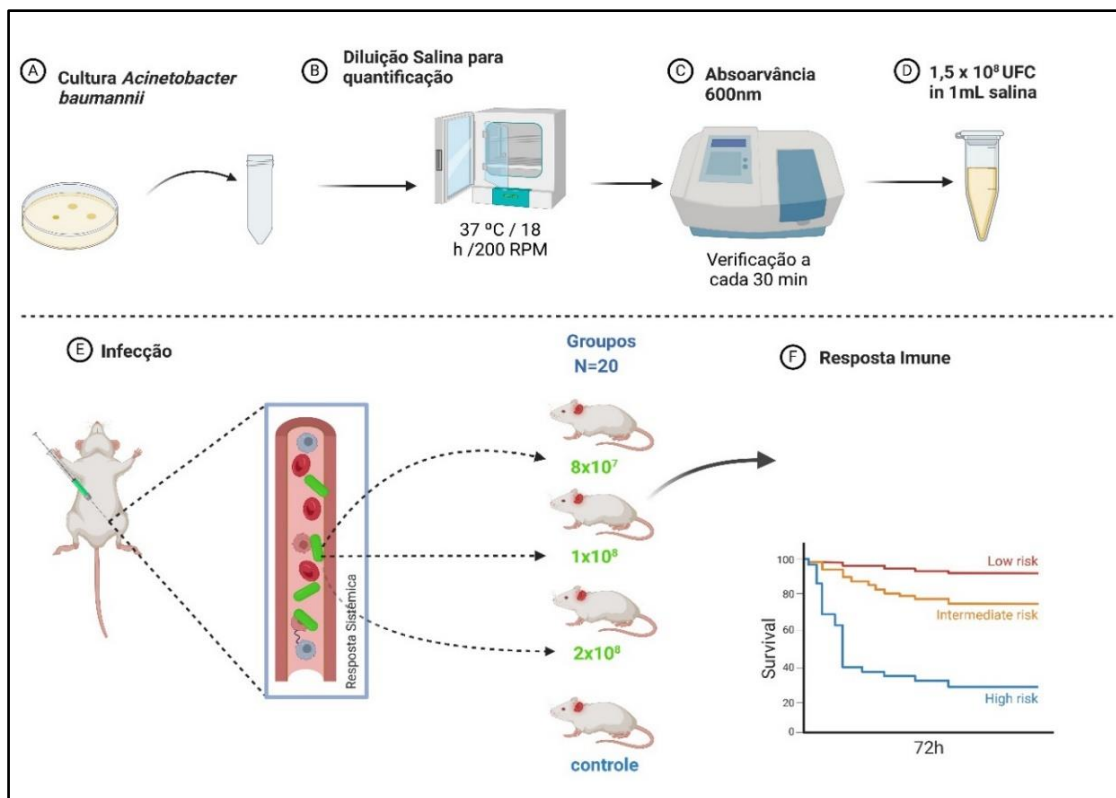 A
Cultura Acinetobacter
baumannii
B
Diluição Salina para
quantificação
37 ºC / 18
h /200 RPM
C
Absoarvância
600nm
Verificação a
cada 30 min
D
1,5 x 10⁸ UFC
in 1mL salina
E
Infecção
Resposta Sistêmica
Groupos
N=20
8x10⁷
1x10⁸
2x10⁸
controle
F
Resposta Imune
Survival
100
80
60
40
20
0
Low risk
Intermediate risk
High risk
72h